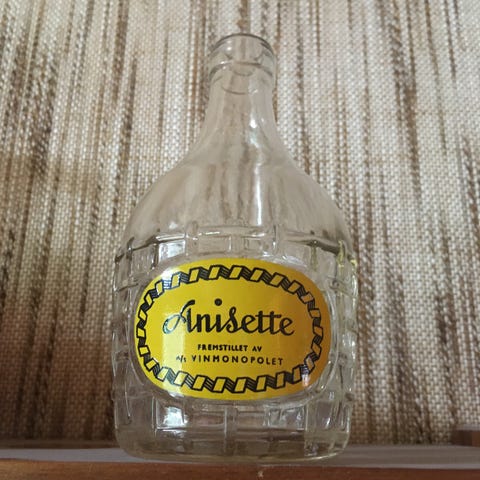 Anisette
FREMSTILLET AV
A/S VINMONOPOLET